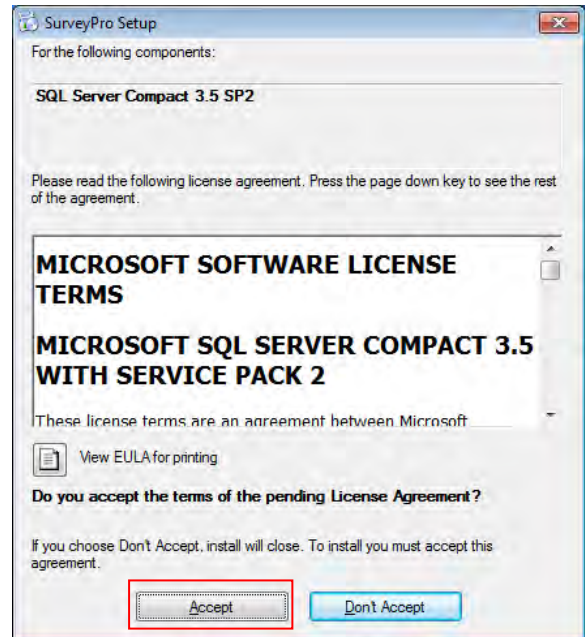 SurveyPro Setup
For the following components:
SQL Server Compact 3.5 SP2
Please read the following license agreement. Press the page down key to see the rest
of the agreement.
MICROSOFT SOFTWARE LICENSE
TERMS
MICROSOFT SQL SERVER COMPACT 3.5
WITH SERVICE PACK 2
These license terms are an agreement between Microsoft
View EULA for printing
Do you accept the terms of the pending License Agreement?
If you choose Don't Accept, install will close. To install you must accept this
agreement.
Accept
Don't Accept